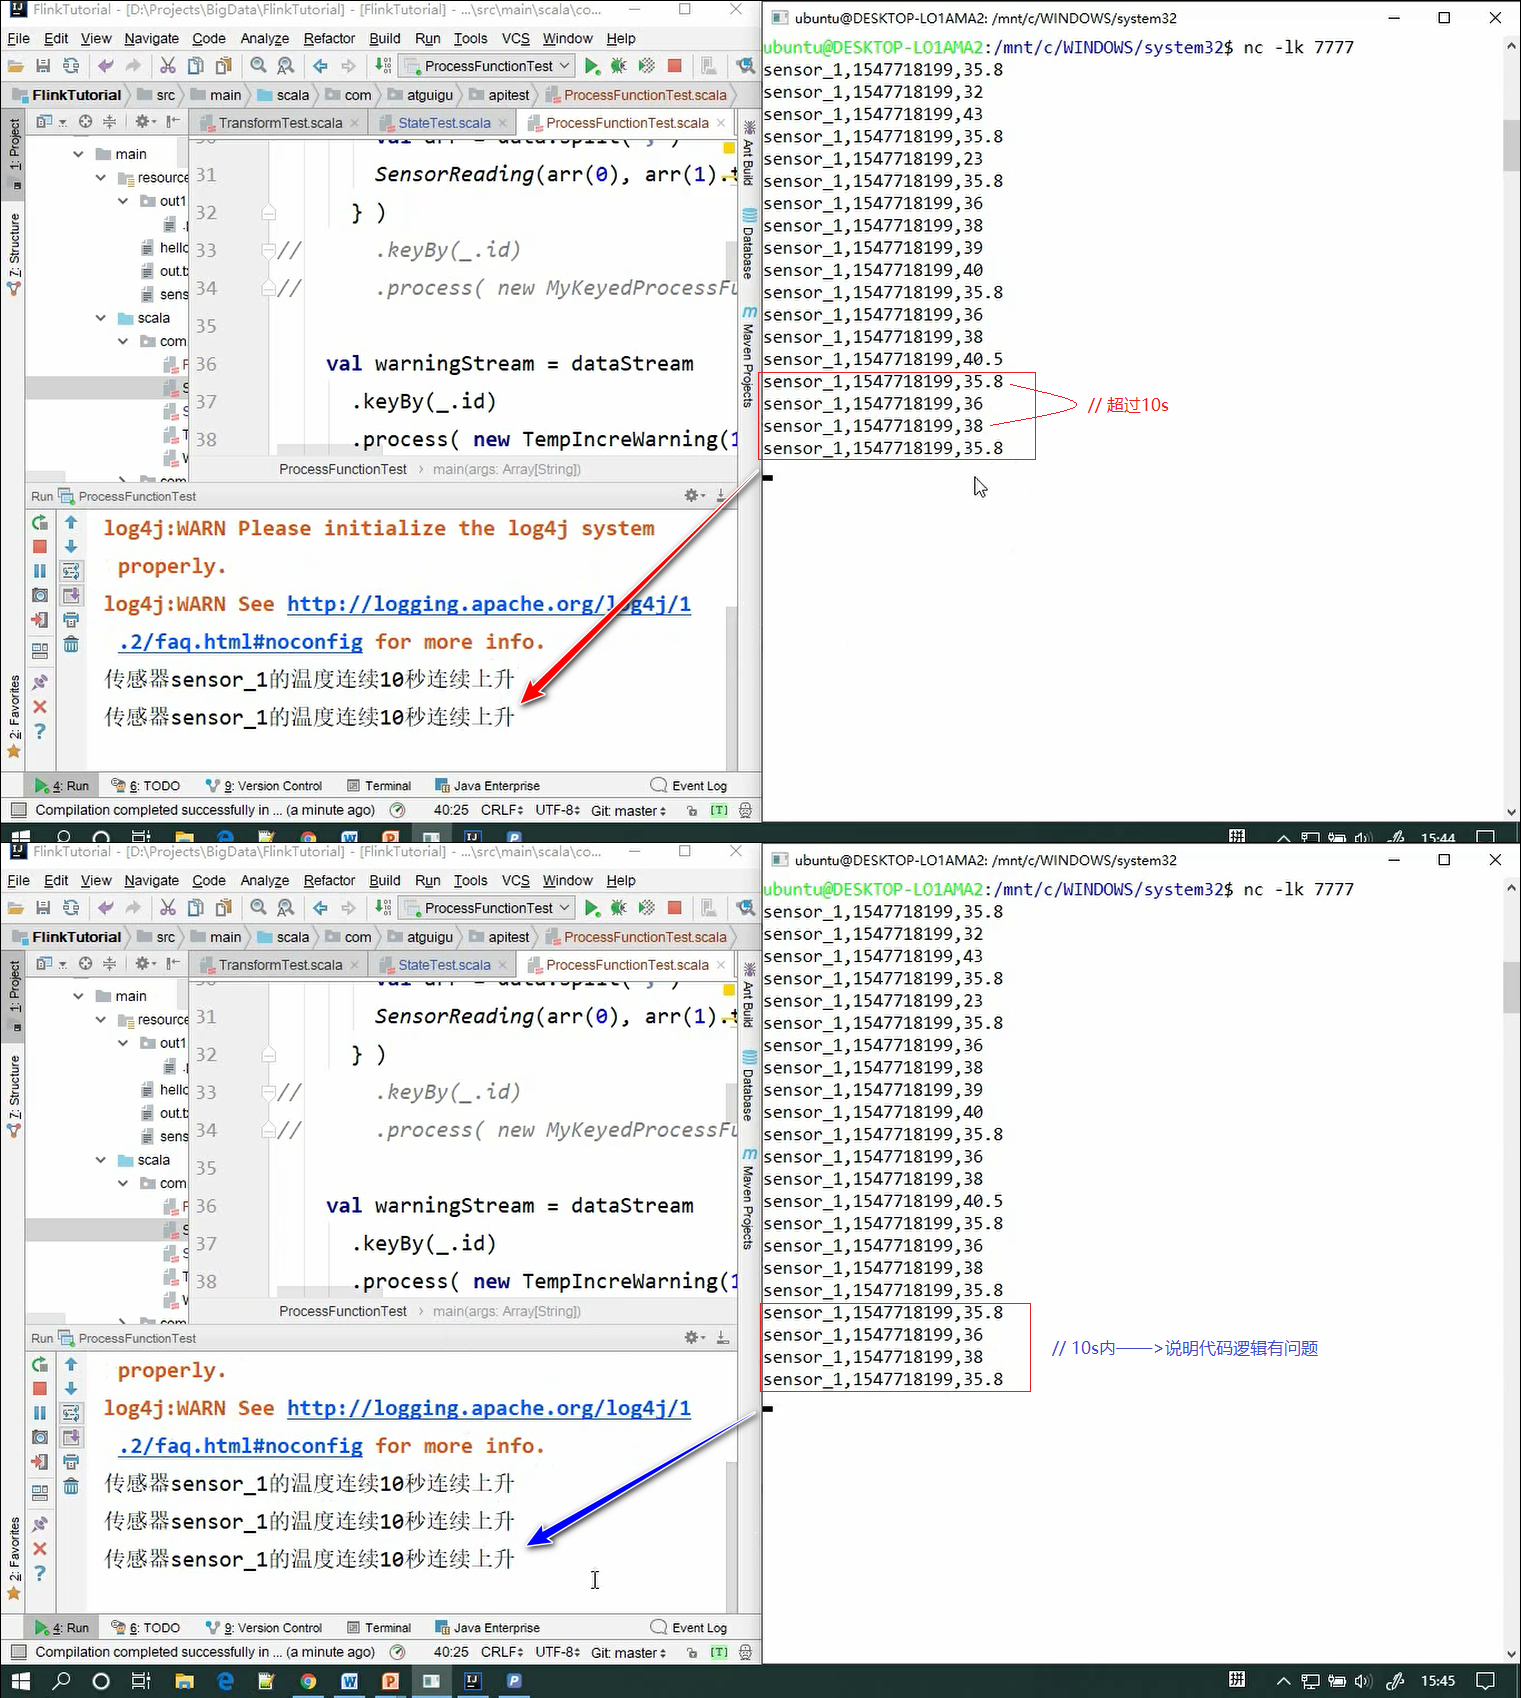 FlinkTutorial - [D:\Projects\BigData\FlinkTutorial] - [FlinkTutorial] - ...\src\main\scala\co...
File Edit View Navigate Code Analyze Refactor Build Run Tools VCS Window Help
ProcessFunctionTest
FlinkTutorial src main scala com atguigu apitest ProcessFunctionTest.scala
TransformTest.scala StateTest.scala ProcessFunctionTest.scala
1: Project
7: Structure
2: Favorites
main
resource
out1
hello
out.t
sens
scala
com
31 SensorReading(arr(0), arr(1).t
32 } )
33 // .keyBy(_.id)
34 // .process( new MyKeyedProcessFu
35
36 val warningStream = dataStream
37 .keyBy(_.id)
38 .process( new TempIncreWarning(1
ProcessFunctionTest > main(args: Array[String])
Ant Build
Database
Maven Projects
Run ProcessFunctionTest
log4j:WARN Please initialize the log4j system
properly.
log4j:WARN See http://logging.apache.org/log4j/1
.2/faq.html#noconfig for more info.
传感器sensor_1的温度连续10秒连续上升
传感器sensor_1的温度连续10秒连续上升
4: Run 6: TODO 9: Version Control Terminal Java Enterprise Event Log
Compilation completed successfully in ... (a minute ago) 40:25 CRLF UTF-8 Git: master [T]
ubuntu@DESKTOP-LO1AMA2: /mnt/c/WINDOWS/system32
ubuntu@DESKTOP-LO1AMA2:/mnt/c/WINDOWS/system32$ nc -lk 7777
sensor_1,1547718199,35.8
sensor_1,1547718199,32
sensor_1,1547718199,43
sensor_1,1547718199,35.8
sensor_1,1547718199,23
sensor_1,1547718199,35.8
sensor_1,1547718199,36
sensor_1,1547718199,38
sensor_1,1547718199,39
sensor_1,1547718199,40
sensor_1,1547718199,35.8
sensor_1,1547718199,36
sensor_1,1547718199,38
sensor_1,1547718199,40.5
sensor_1,1547718199,35.8
sensor_1,1547718199,36
sensor_1,1547718199,38
sensor_1,1547718199,35.8
// 超过10s
拼 15:44
FlinkTutorial - [D:\Projects\BigData\FlinkTutorial] - [FlinkTutorial] - ...\src\main\scala\co...
File Edit View Navigate Code Analyze Refactor Build Run Tools VCS Window Help
ProcessFunctionTest
FlinkTutorial src main scala com atguigu apitest ProcessFunctionTest.scala
TransformTest.scala StateTest.scala ProcessFunctionTest.scala
1: Project
7: Structure
2: Favorites
main
resource
out1
hello
out.t
sens
scala
com
31 SensorReading(arr(0), arr(1).t
32 } )
33 // .keyBy(_.id)
34 // .process( new MyKeyedProcessFu
35
36 val warningStream = dataStream
37 .keyBy(_.id)
38 .process( new TempIncreWarning(1
ProcessFunctionTest > main(args: Array[String])
Ant Build
Database
Maven Projects
Run ProcessFunctionTest
properly.
log4j:WARN See http://logging.apache.org/log4j/1
.2/faq.html#noconfig for more info.
传感器sensor_1的温度连续10秒连续上升
传感器sensor_1的温度连续10秒连续上升
传感器sensor_1的温度连续10秒连续上升
4: Run 6: TODO 9: Version Control Terminal Java Enterprise Event Log
Compilation completed successfully in ... (a minute ago) 40:25 CRLF UTF-8 Git: master [T]
ubuntu@DESKTOP-LO1AMA2: /mnt/c/WINDOWS/system32
ubuntu@DESKTOP-LO1AMA2:/mnt/c/WINDOWS/system32$ nc -lk 7777
sensor_1,1547718199,35.8
sensor_1,1547718199,32
sensor_1,1547718199,43
sensor_1,1547718199,35.8
sensor_1,1547718199,23
sensor_1,1547718199,35.8
sensor_1,1547718199,36
sensor_1,1547718199,38
sensor_1,1547718199,39
sensor_1,1547718199,40
sensor_1,1547718199,35.8
sensor_1,1547718199,36
sensor_1,1547718199,38
sensor_1,1547718199,40.5
sensor_1,1547718199,35.8
sensor_1,1547718199,36
sensor_1,1547718199,38
sensor_1,1547718199,35.8
sensor_1,1547718199,35.8
sensor_1,1547718199,36
sensor_1,1547718199,38
sensor_1,1547718199,35.8
// 10s内——>说明代码逻辑有问题
拼 15:45